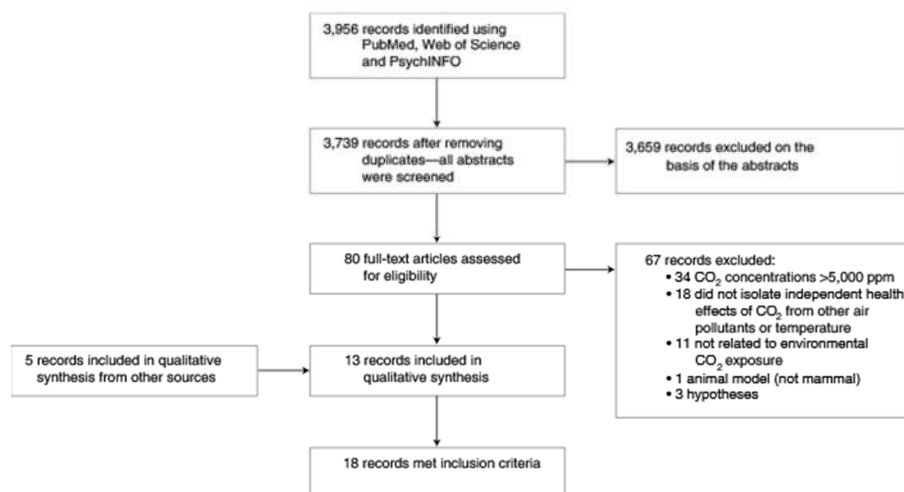 3,956 records identified using
PubMed, Web of Science
and PsychINFO
3,739 records after removing
duplicates—all abstracts
were screened
3,659 records excluded on the
basis of the abstracts
80 full-text articles assessed
for eligibility
67 records excluded:
• 34 CO₂ concentrations >5,000 ppm
• 18 did not isolate independent health
effects of CO₂ from other air
pollutants or temperature
• 11 not related to environmental
CO₂ exposure
• 1 animal model (not mammal)
• 3 hypotheses
5 records included in qualitative
synthesis from other sources
13 records included in
qualitative synthesis
18 records met inclusion criteria